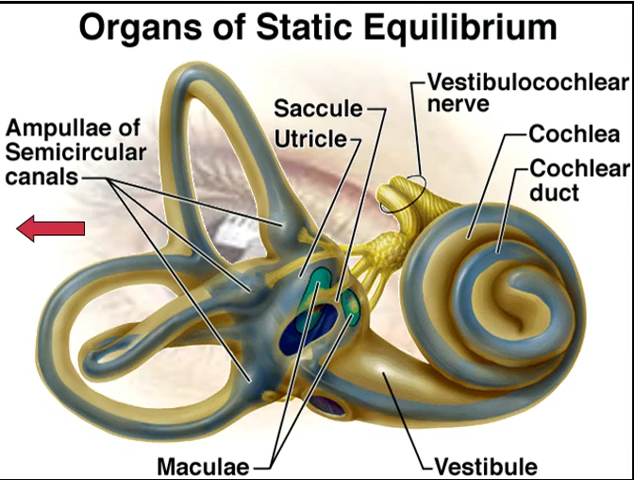 Organs of Static Equilibrium
Vestibulocochlear
nerve
Saccule
Utricle
Ampullae of
Semicircular
canals
Cochlea
Cochlear
duct
Maculae
Vestibule